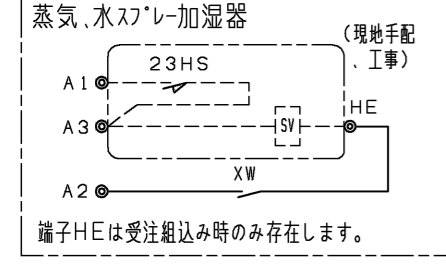 蒸気、水ｽﾌﾟﾚｰ加湿器
(現地手配
、工事)
23HS
A1
HE
A3
SV
XW
A2
端子HEは受注組込み時のみ存在します。